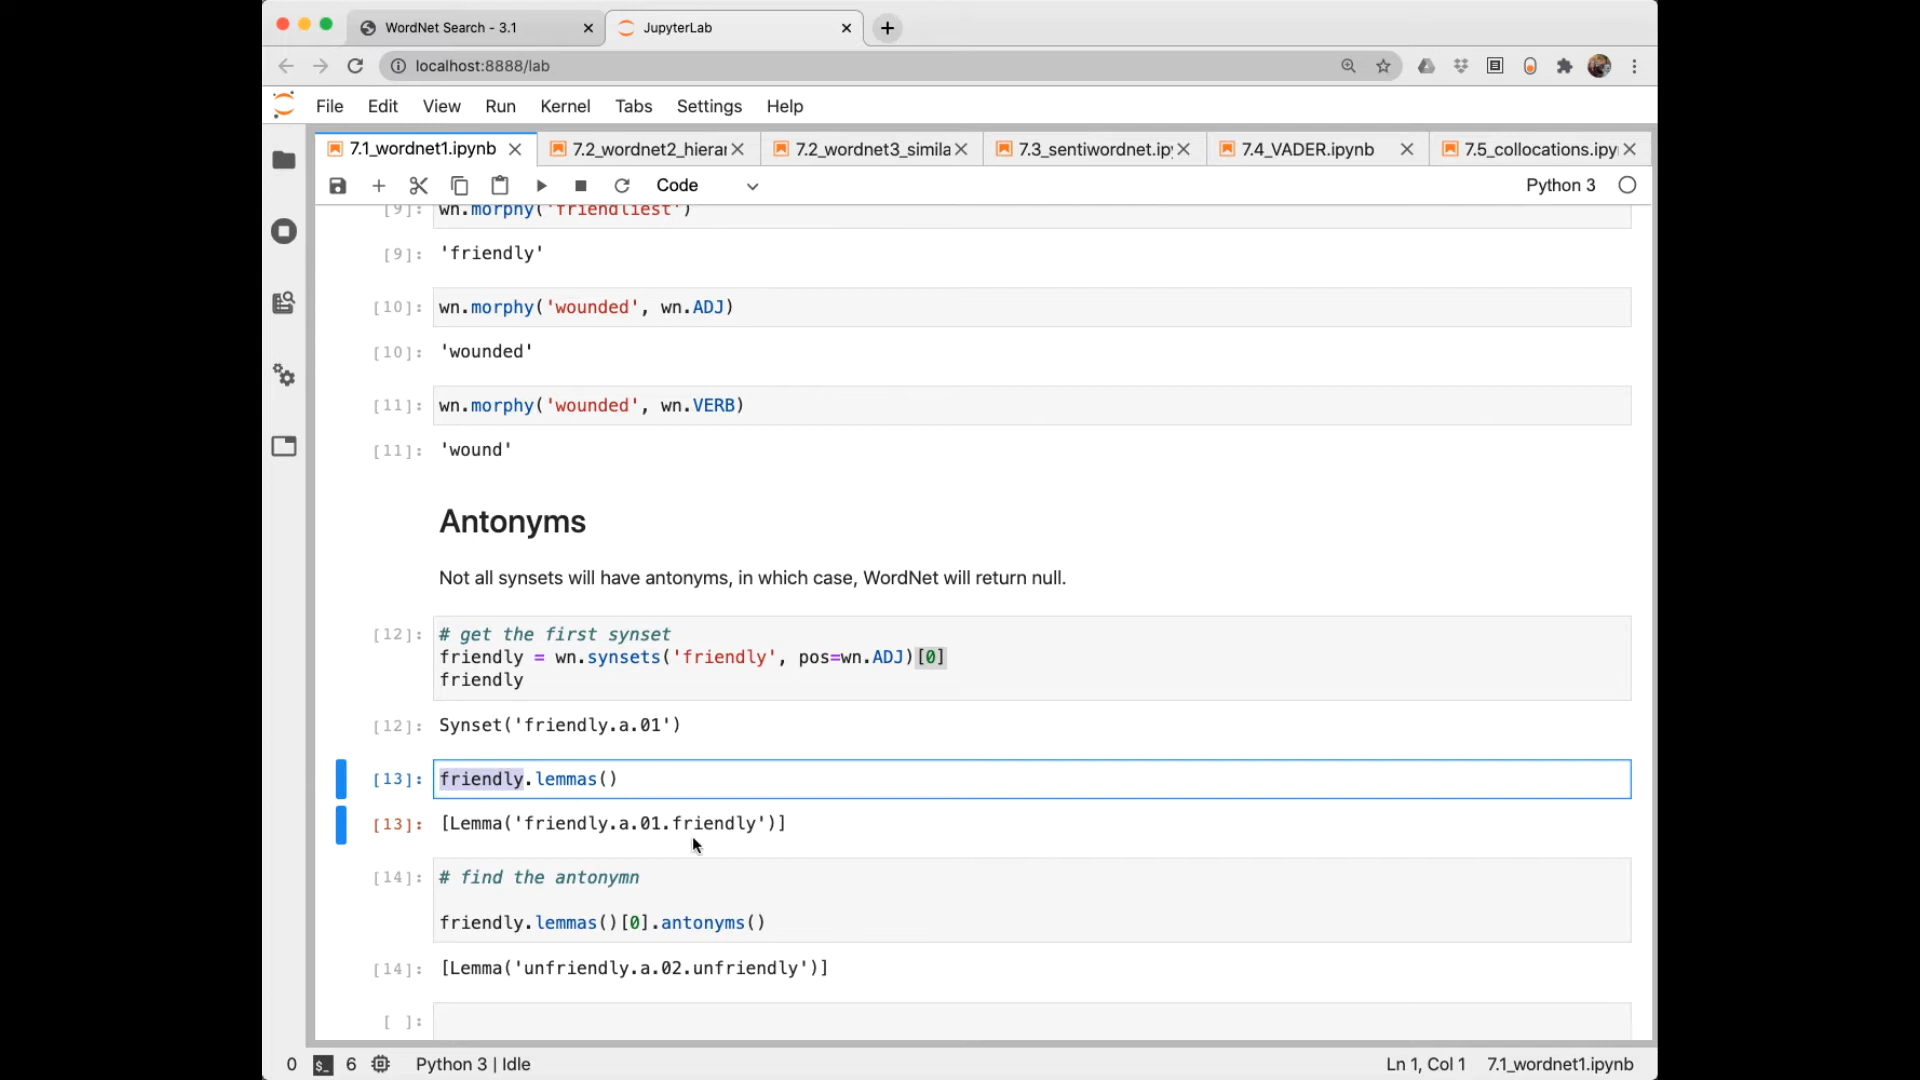 WordNet Search - 3.1
JupyterLab
localhost:8888/lab
File Edit View Run Kernel Tabs Settings Help
7.1_wordnet1.ipynb
7.2_wordnet2_hierar
7.2_wordnet3_simila
7.3_sentiwordnet.ip
7.4_VADER.ipynb
7.5_collocations.ipy
Code
Python 3
[9]: wn.morphy('friendliest')
[9]: 'friendly'
[10]: wn.morphy('wounded', wn.ADJ)
[10]: 'wounded'
[11]: wn.morphy('wounded', wn.VERB)
[11]: 'wound'
Antonyms
Not all synsets will have antonyms, in which case, WordNet will return null.
[12]: # get the first synset
friendly = wn.synsets('friendly', pos=wn.ADJ)[0]
friendly
[12]: Synset('friendly.a.01')
[13]: friendly.lemmas()
[13]: [Lemma('friendly.a.01.friendly')]
[14]: # find the antonymn
friendly.lemmas()[0].antonyms()
[14]: [Lemma('unfriendly.a.02.unfriendly')]
[ ]:
0 $_ 6 Python 3 | Idle Ln 1, Col 1 7.1_wordnet1.ipynb